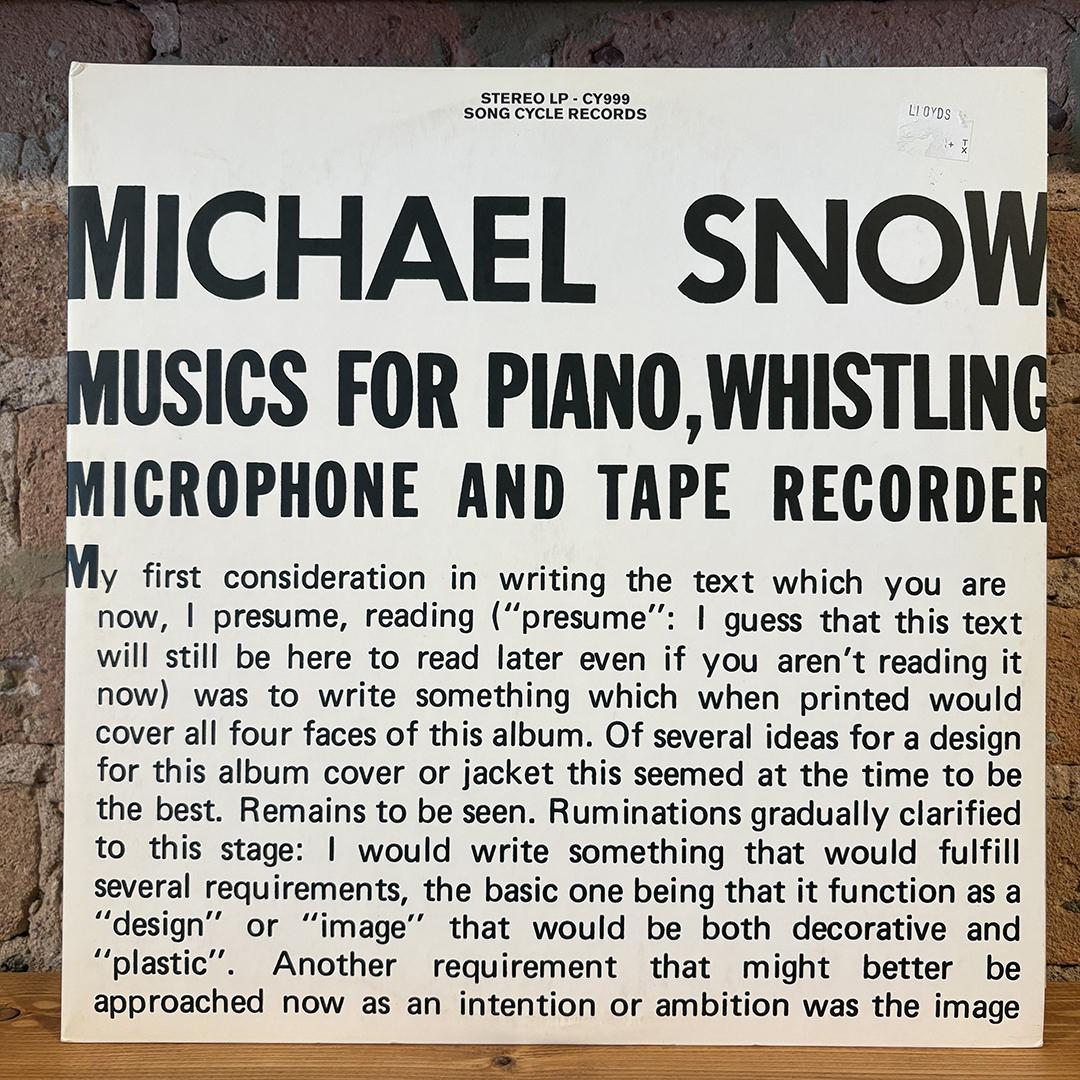 STEREO LP - CY999
SONG CYCLE RECORDS
LLOYDS
+ TX
MICHAEL SNOW
MUSICS FOR PIANO, WHISTLING
MICROPHONE AND TAPE RECORDER
My first consideration in writing the text which you are
now, I presume, reading (“presume”: I guess that this text
will still be here to read later even if you aren’t reading it
now) was to write something which when printed would
cover all four faces of this album. Of several ideas for a design
for this album cover or jacket this seemed at the time to be
the best. Remains to be seen. Ruminations gradually clarified
to this stage: I would write something that would fulfill
several requirements, the basic one being that it function as a
“design” or “image” that would be both decorative and
“plastic”. Another requirement that might better be
approached now as an intention or ambition was the image